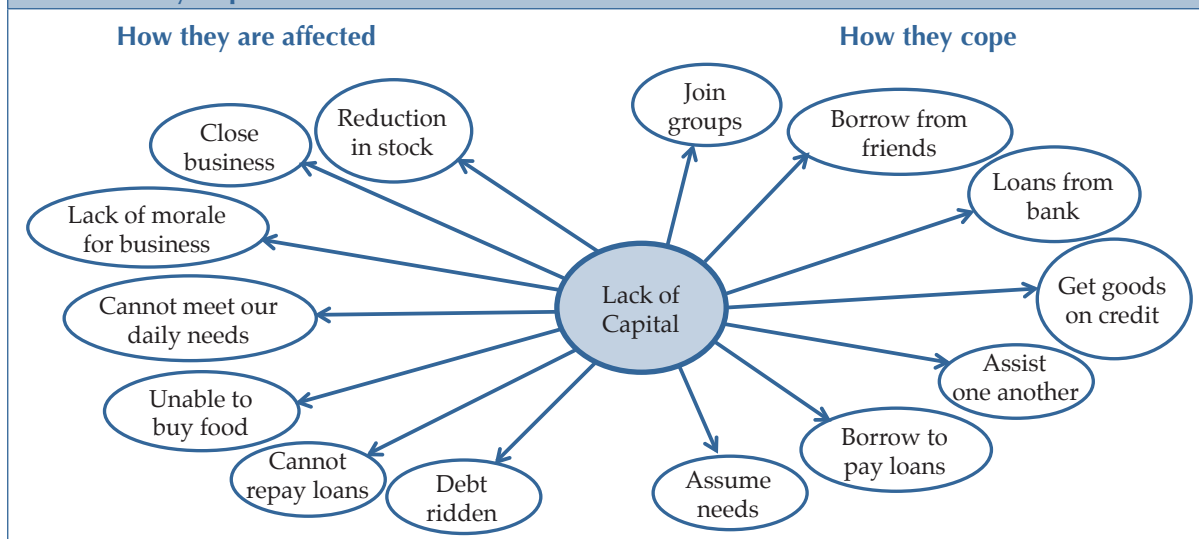 How they are affected
How they cope
Reduction
in stock
Close
business
Lack of morale
for business
Cannot meet our
daily needs
Unable to
buy food
Cannot
repay loans
Debt
ridden
Lack of
Capital
Join
groups
Borrow from
friends
Loans from
bank
Get goods
on credit
Assist
one another
Borrow to
pay loans
Assume
needs